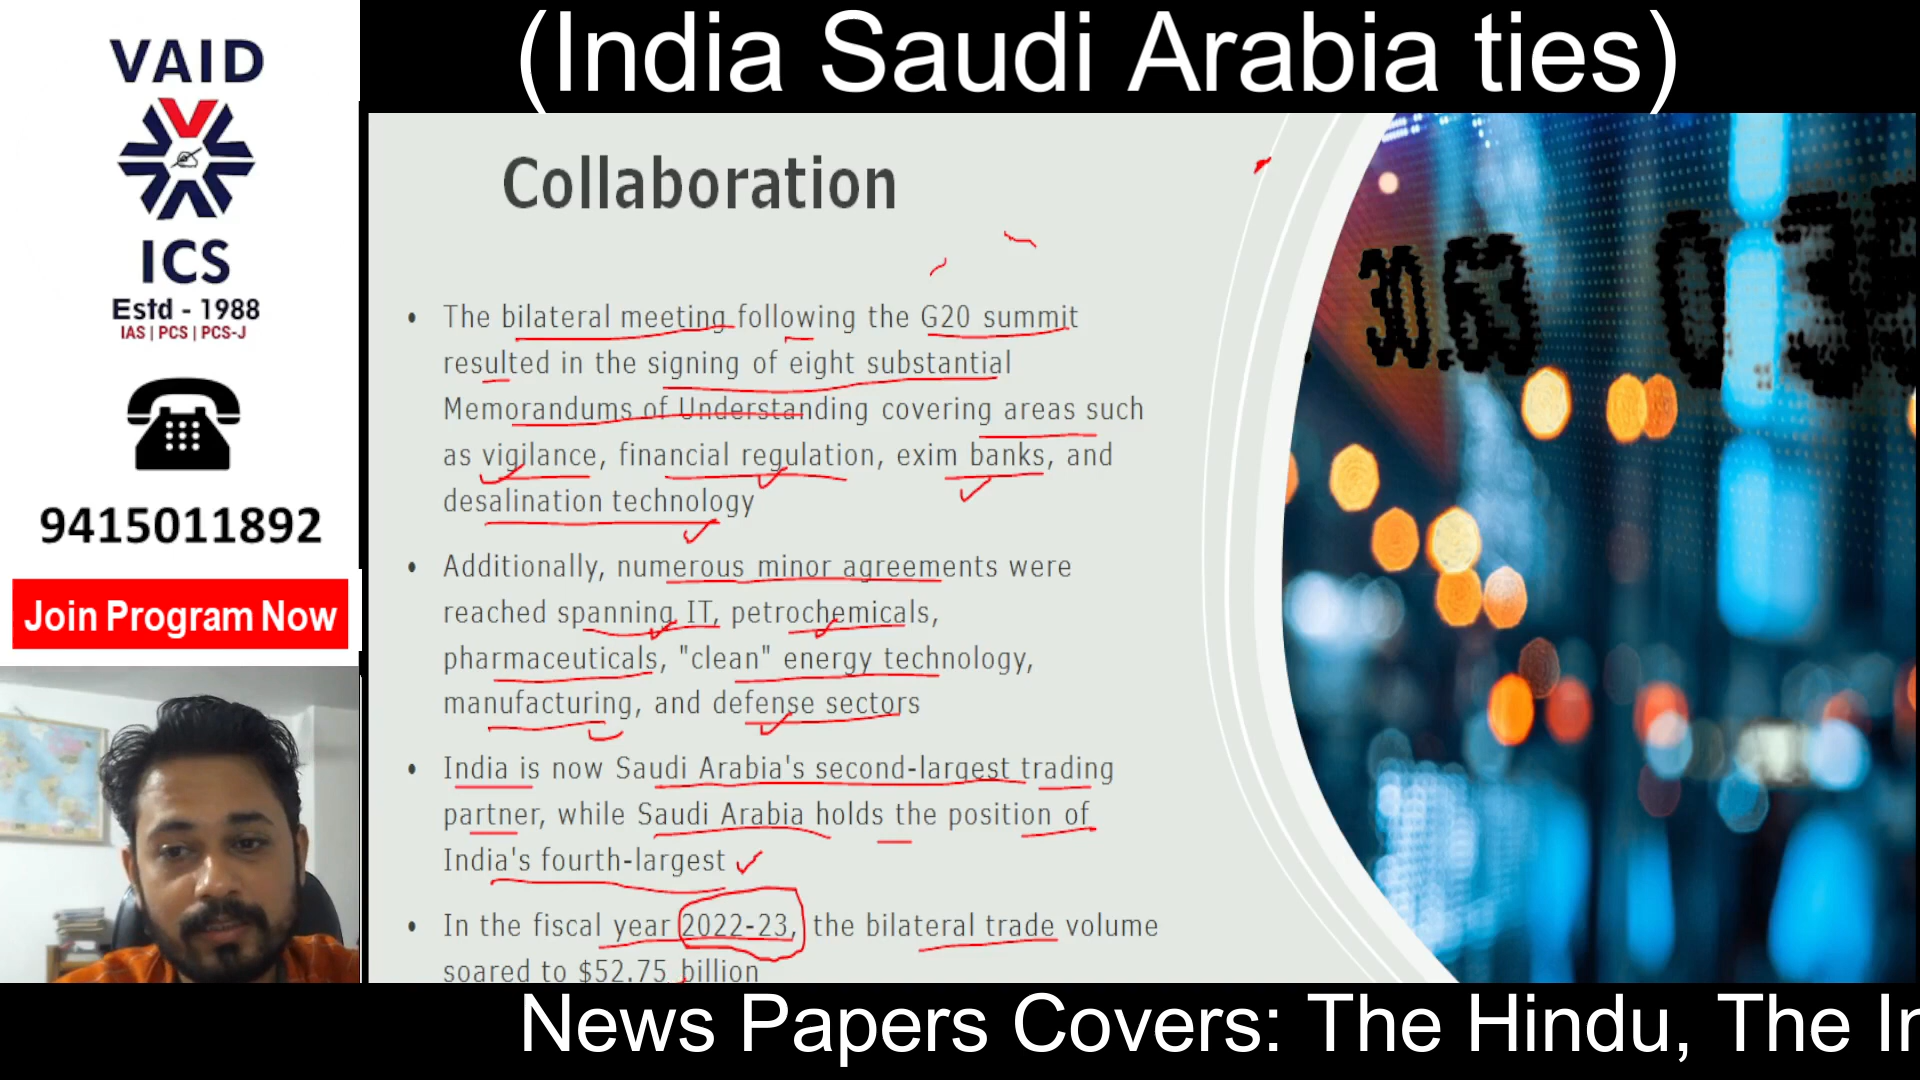 (India Saudi Arabia ties)
VAID
ICS
Estd - 1988
IAS | PCS | PCS-J
9415011892
Join Program Now
Collaboration
• The bilateral meeting following the G20 summit
resulted in the signing of eight substantial
Memorandums of Understanding covering areas such
as vigilance, financial regulation, exim banks, and
desalination technology
• Additionally, numerous minor agreements were
reached spanning IT, petrochemicals,
pharmaceuticals, "clean" energy technology,
manufacturing, and defense sectors
• India is now Saudi Arabia's second-largest trading
partner, while Saudi Arabia holds the position of
India's fourth-largest
• In the fiscal year 2022-23, the bilateral trade volume
soared to $52.75 billion
30.63
News Papers Covers: The Hindu, The